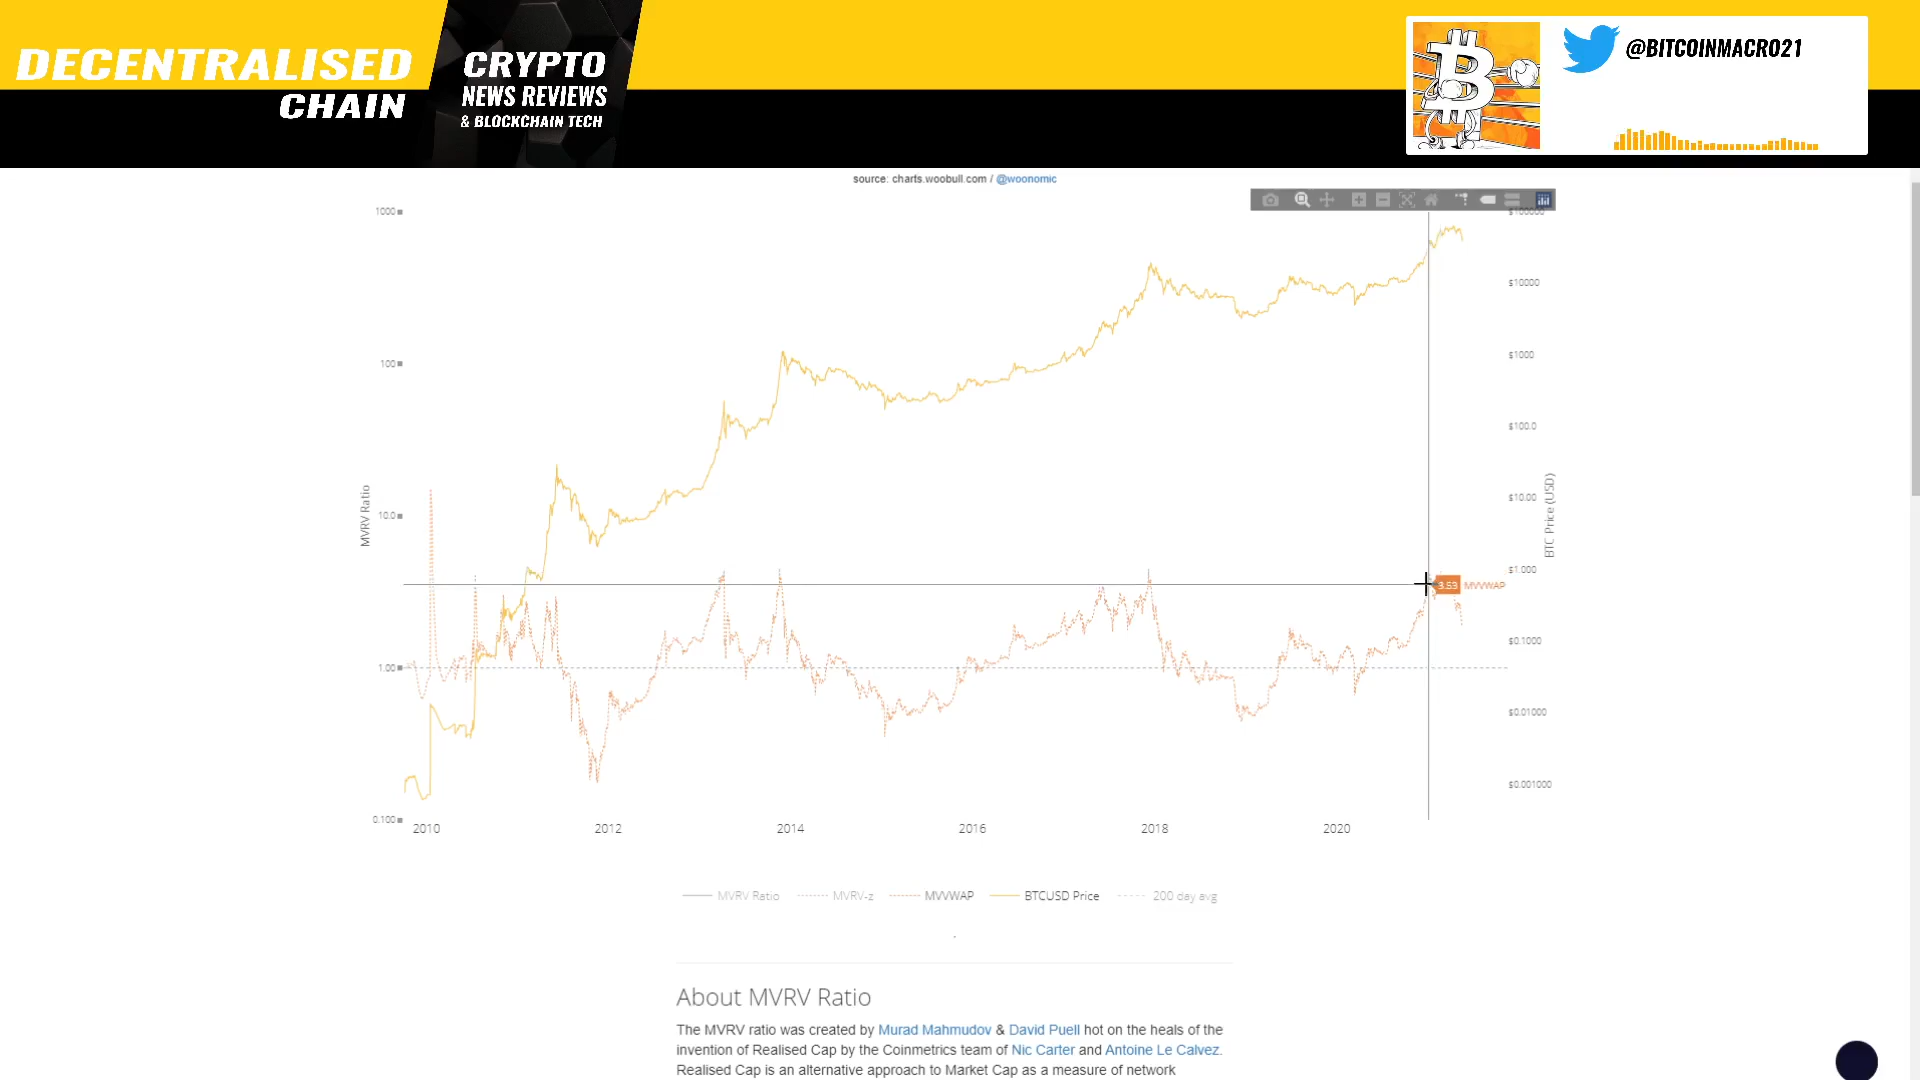 DECENTRALISED
CHAIN
CRYPTO
NEWS REVIEWS
& BLOCKCHAIN TECH
@BITCOINMACRO21
source: charts.woobull.com / @woonomic
1000
100
10.0
1.00
0.100
MVRV Ratio
$100000
$10000
$1000
$100.0
$10.00
$1.000
$0.1000
$0.01000
$0.001000
BTC Price (USD)
3.53 MVVWAP
2010 2012 2014 2016 2018 2020
MVRV Ratio MVRV-z MVVWAP BTCUSD Price 200 day avg
About MVRV Ratio
The MVRV ratio was created by Murad Mahmudov & David Puell hot on the heals of the
invention of Realised Cap by the Coinmetrics team of Nic Carter and Antoine Le Calvez.
Realised Cap is an alternative approach to Market Cap as a measure of network